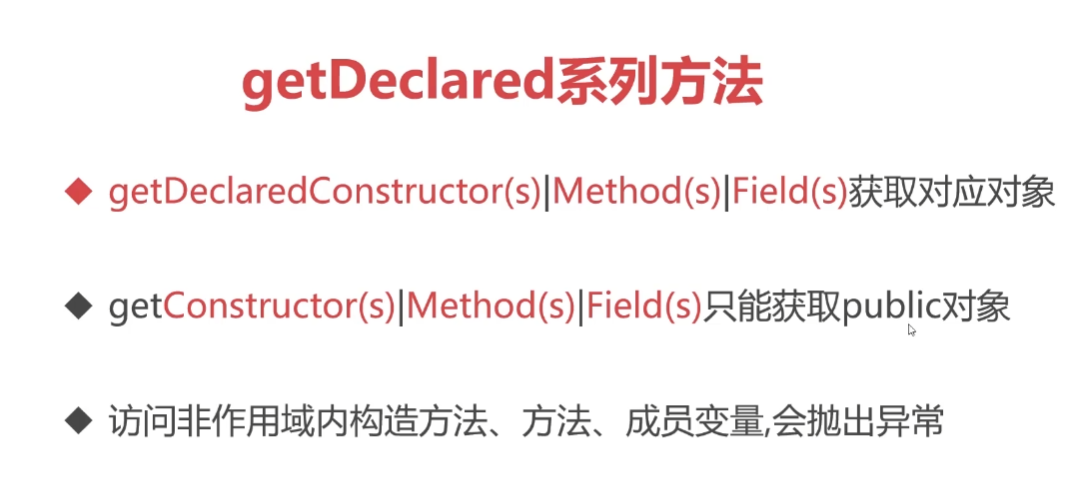 getDeclared系列方法
getDeclaredConstructor(s)|Method(s)|Field(s)获取对应对象
getConstructor(s)|Method(s)|Field(s)只能获取public对象
访问非作用域内构造方法、方法、成员变量,会抛出异常